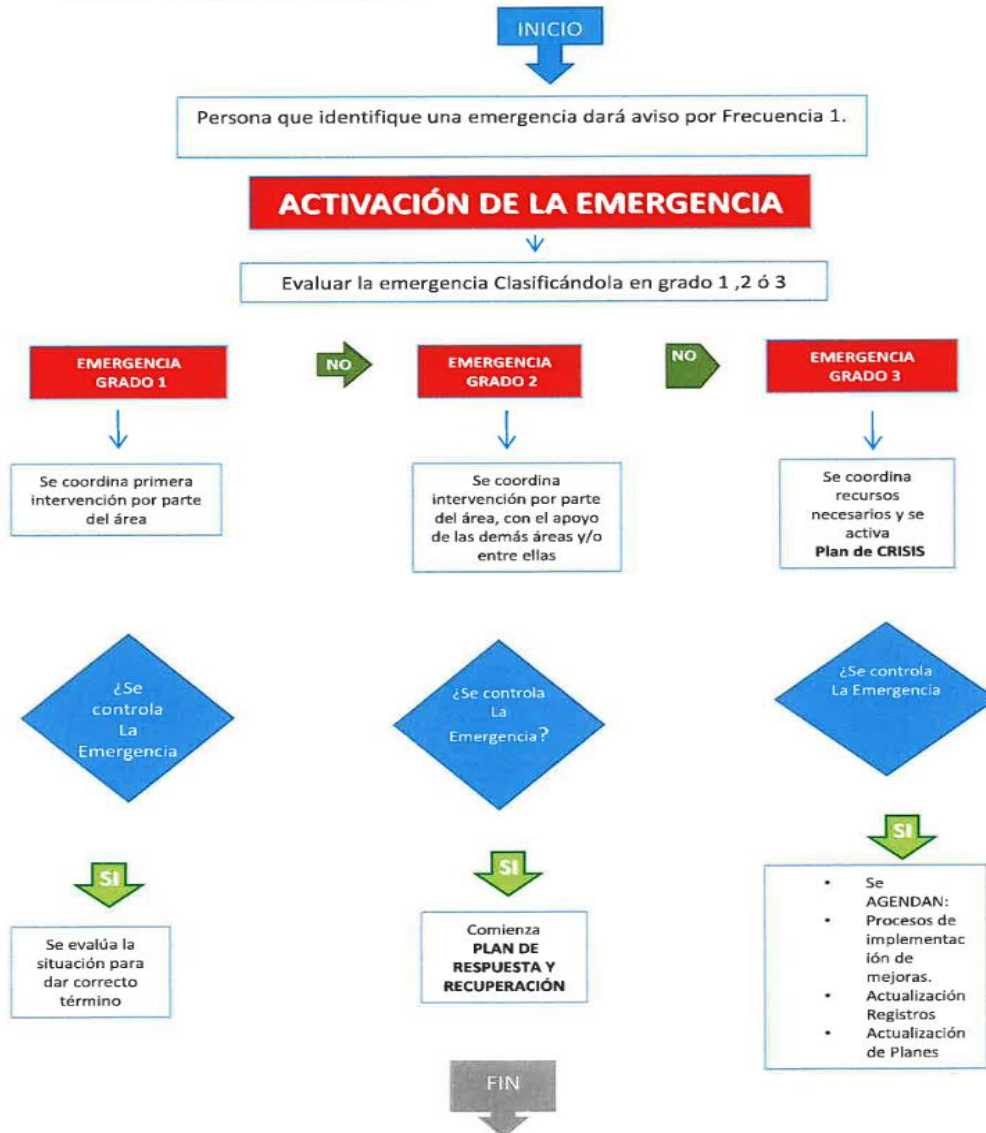 INICIO
Persona que identifique una emergencia dará aviso por Frecuencia 1.
ACTIVACIÓN DE LA EMERGENCIA
Evaluar la emergencia Clasificándola en grado 1 ,2 ó 3
EMERGENCIA
GRADO 1
NO
EMERGENCIA
GRADO 2
NO
EMERGENCIA
GRADO 3
Se coordina primera
intervención por parte
del área
Se coordina
intervención por parte
del área, con el apoyo
de las demás áreas y/o
entre ellas
Se coordina
recursos
necesarios y se
activa
Plan de CRISIS
¿Se
controla
La
Emergencia
¿Se controla
La
Emergencia?
¿Se controla
La Emergencia
SI
SI
SI
Se evalúa la
situación para
dar correcto
término
Comienza
PLAN DE
RESPUESTA Y
RECUPERACIÓN
• Se
AGENDAN:
• Procesos de
implementac
ión de
mejoras.
• Actualización
Registros
• Actualización
de Planes
FIN